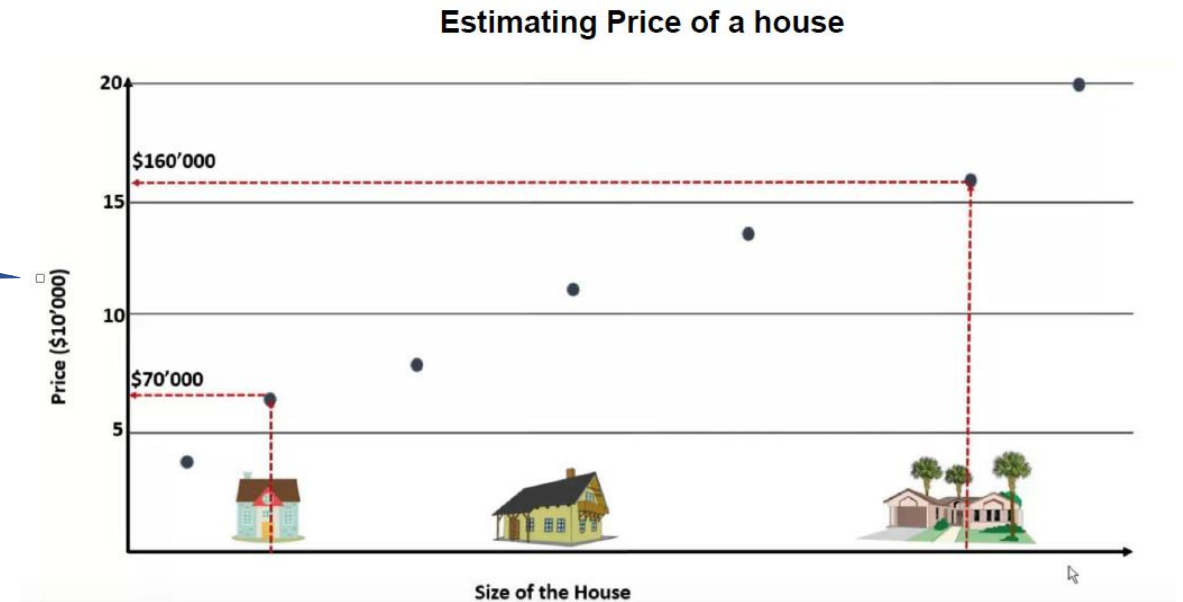 Estimating Price of a house
20
$160’000
15
Price ($10’000)
10
$70’000
5
Size of the House